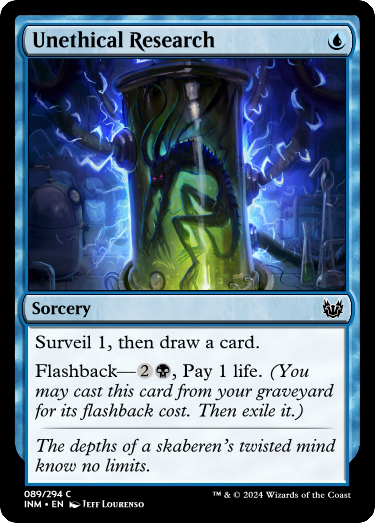 Unethical Research
Sorcery
Surveil 1, then draw a card.
Flashback—2, Pay 1 life. (You
may cast this card from your graveyard
for its flashback cost. Then exile it.)
The depths of a skaberen's twisted mind
know no limits.
089/294 C
INM • EN Jeff Lourenso
™ & © 2024 Wizards of the Coast